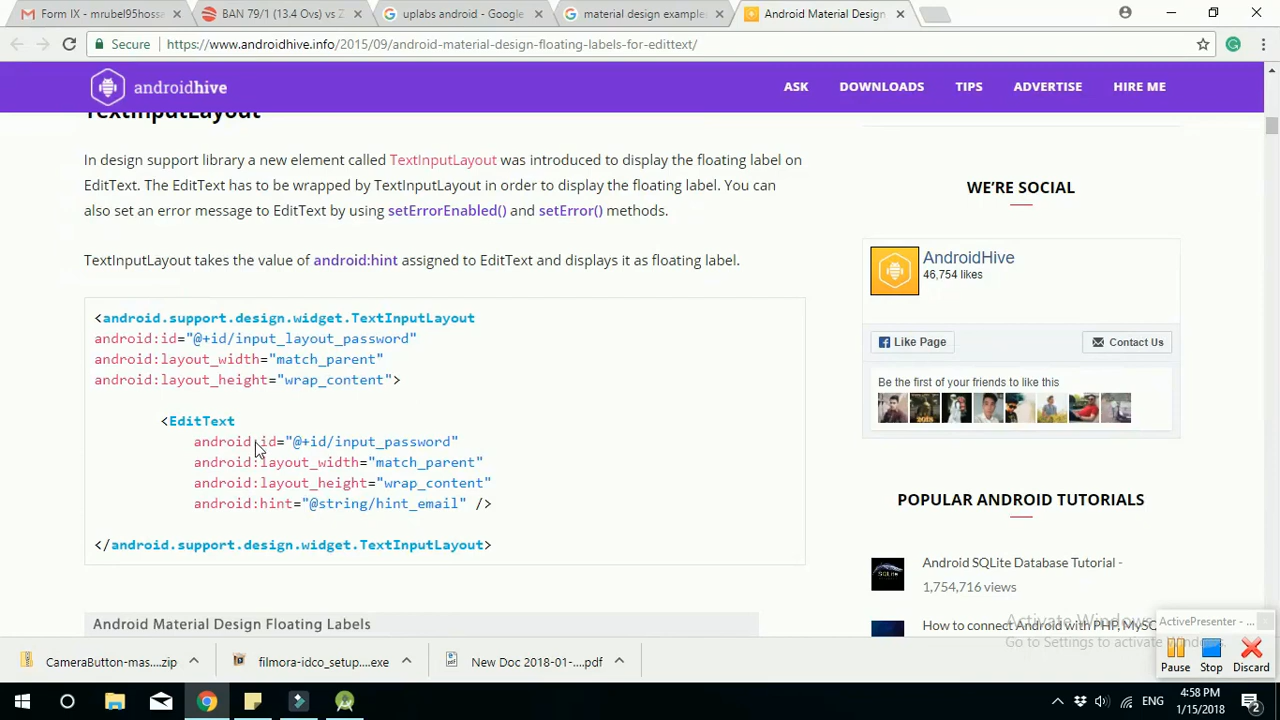 Form IX - mrubel95hoss
BAN 79/1 (13.4 Ovs) vs Z
uplabs android - Google
material design example
Android Material Design
Secure
https://www.androidhive.info/2015/09/android-material-design-floating-labels-for-edittext/
androidhive
ASK
DOWNLOADS
TIPS
ADVERTISE
HIRE ME
TextInputLayout
In design support library a new element called TextInputLayout was introduced to display the floating label on
EditText. The EditText has to be wrapped by TextInputLayout in order to display the floating label. You can
also set an error message to EditText by using setErrorEnabled() and setError() methods.
TextInputLayout takes the value of android:hint assigned to EditText and displays it as floating label.
<android.support.design.widget.TextInputLayout
android:id="@+id/input_layout_password"
android:layout_width="match_parent"
android:layout_height="wrap_content">
<EditText
android:id="@+id/input_password"
android:layout_width="match_parent"
android:layout_height="wrap_content"
android:hint="@string/hint_email" />
</android.support.design.widget.TextInputLayout>
Android Material Design Floating Labels
WE'RE SOCIAL
AndroidHive
46,754 likes
Like Page
Contact Us
Be the first of your friends to like this
POPULAR ANDROID TUTORIALS
SQLite
Android SQLite Database Tutorial -
1,754,716 views
How to connect Android with PHP, MySC
Activate Windows
Go to Settings to activate Windows.
ActivePresenter - ...
Pause
Stop
Discard
CameraButton-mas....zip
filmora-idco_setup....exe
New Doc 2018-01-....pdf
ENG
4:58 PM
1/15/2018
2